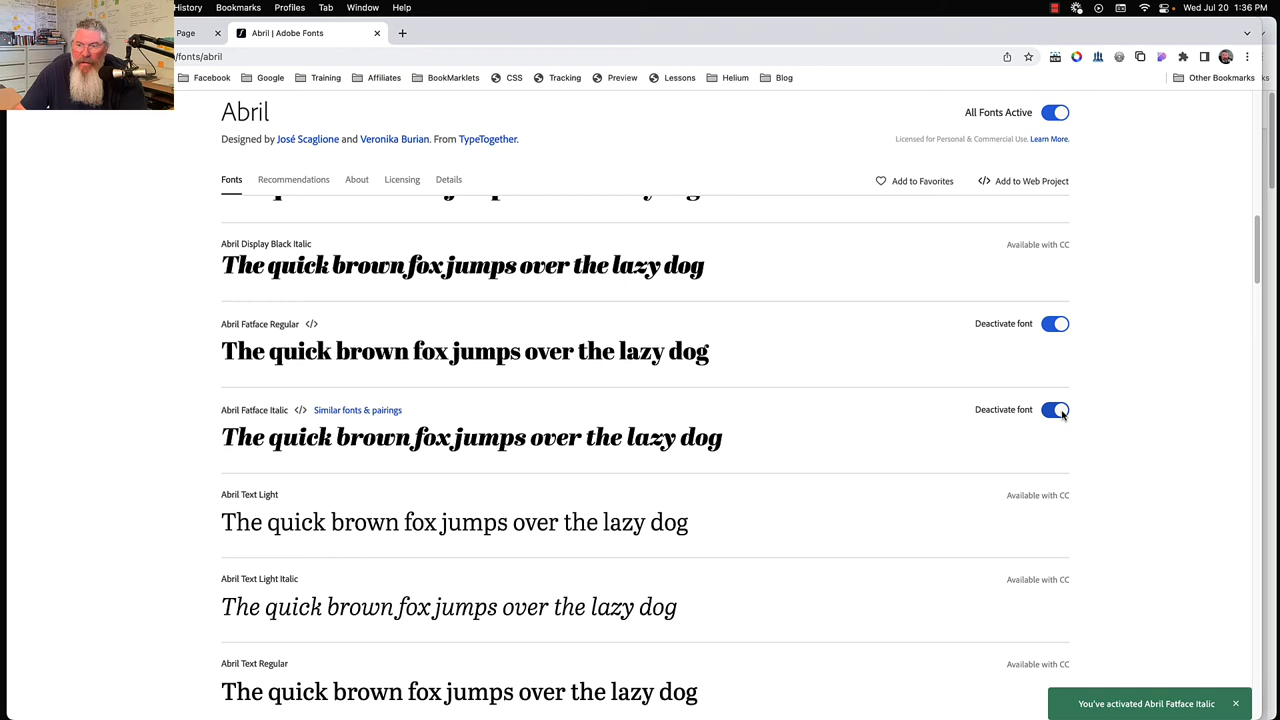 History Bookmarks Profiles Tab Window Help
Wed Jul 20 1:36 PM
Page
Abril | Adobe Fonts
/fonts/abril
Facebook Google Training Affiliates BookMarklets CSS Tracking Preview Lessons Helium Blog Other Bookmarks
Abril
All Fonts Active
Designed by José Scaglione and Veronika Burian. From TypeTogether.
Licensed for Personal & Commercial Use. Learn More.
Fonts Recommendations About Licensing Details
Add to Favorites </> Add to Web Project
Abril Display Black Italic
Available with CC
The quick brown fox jumps over the lazy dog
Abril Fatface Regular </>
Deactivate font
The quick brown fox jumps over the lazy dog
Abril Fatface Italic </> Similar fonts & pairings
Deactivate font
The quick brown fox jumps over the lazy dog
Abril Text Light
Available with CC
The quick brown fox jumps over the lazy dog
Abril Text Light Italic
Available with CC
The quick brown fox jumps over the lazy dog
Abril Text Regular
Available with CC
The quick brown fox jumps over the lazy dog
You've activated Abril Fatface Italic